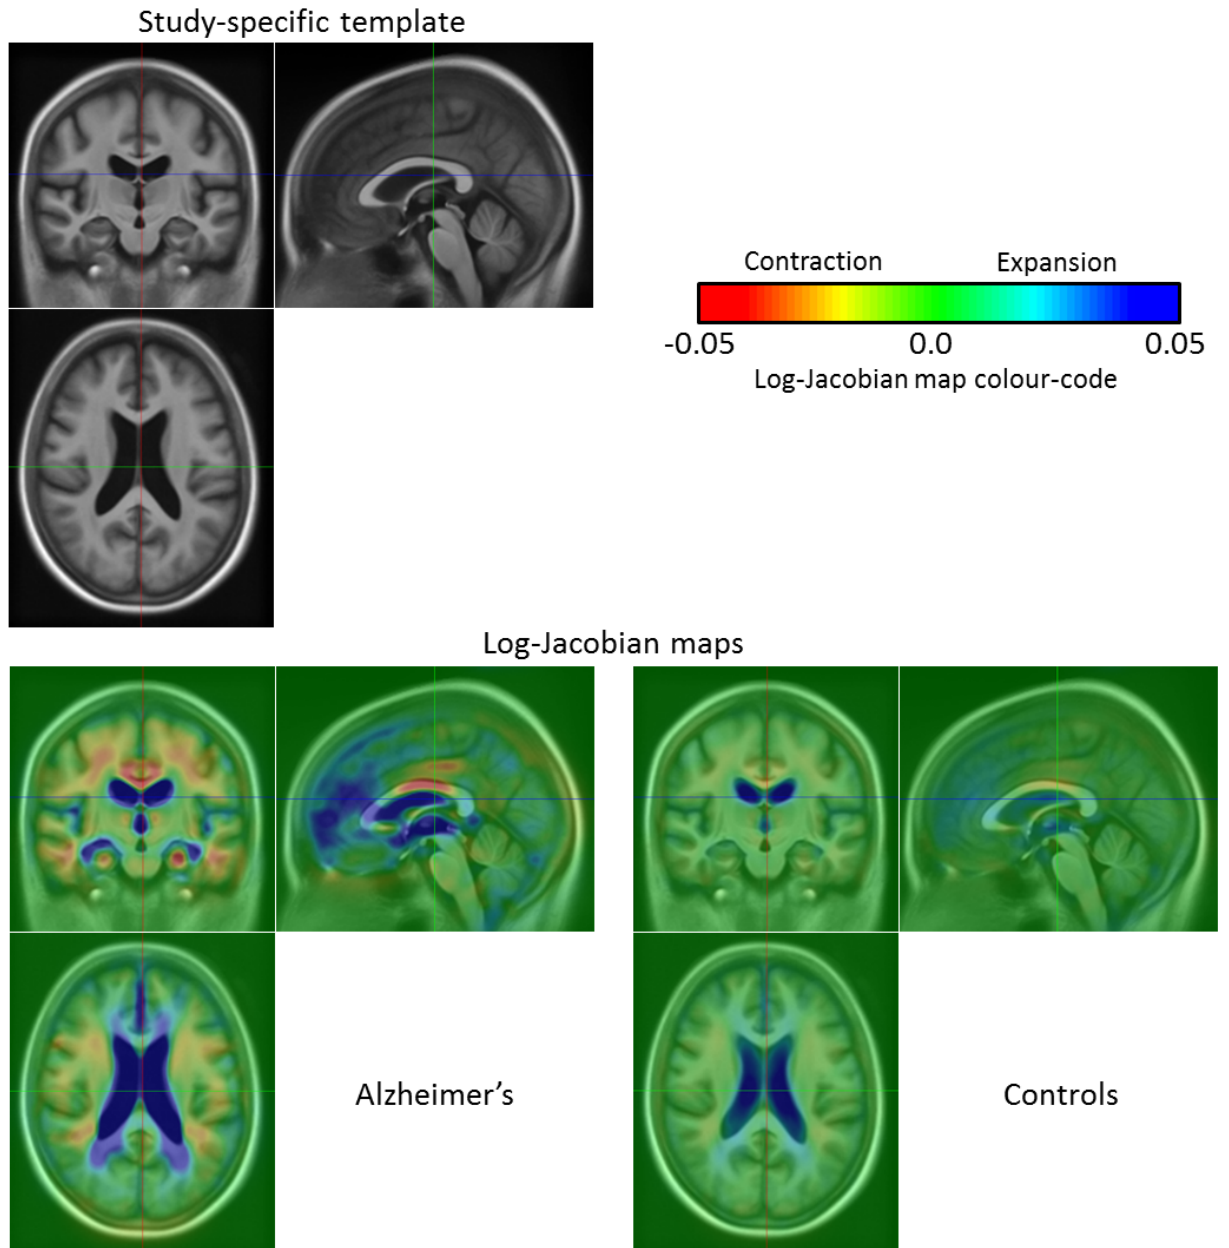 Study-specific template
Contraction Expansion
-0.05 0.0 0.05
Log-Jacobian map colour-code
Log-Jacobian maps
Alzheimer’s Controls